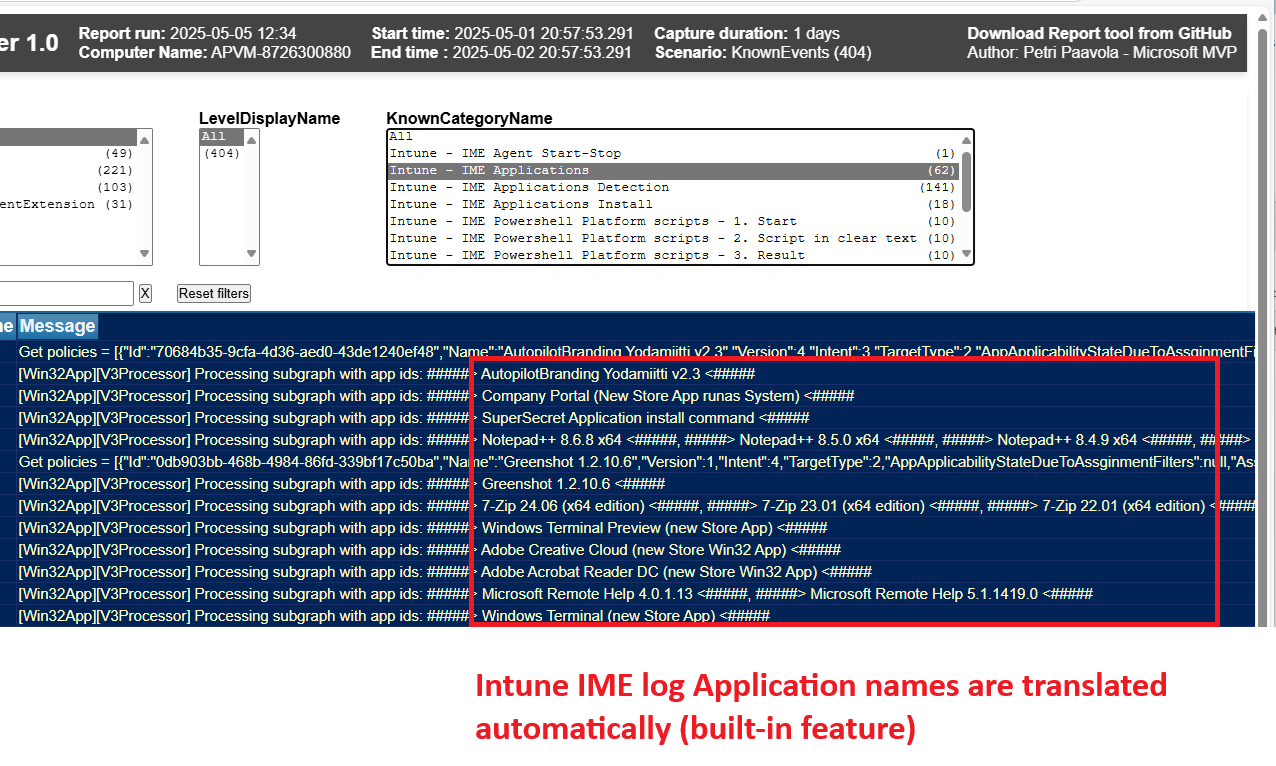 er 1.0
Report run: 2025-05-05 12:34
Computer Name: APVM-8726300880
Start time: 2025-05-01 20:57:53.291
End time : 2025-05-02 20:57:53.291
Capture duration: 1 days
Scenario: KnownEvents (404)
Download Report tool from GitHub
Author: Petri Paavola - Microsoft MVP
(49)
(221)
(103)
entExtension (31)
LevelDisplayName
All
(404)
KnownCategoryName
All
Intune - IME Agent Start-Stop (1)
Intune - IME Applications (62)
Intune - IME Applications Detection (141)
Intune - IME Applications Install (18)
Intune - IME Powershell Platform scripts - 1. Start (10)
Intune - IME Powershell Platform scripts - 2. Script in clear text (10)
Intune - IME Powershell Platform scripts - 3. Result (10)
X
Reset filters
ne Message
Get policies = [{"Id":"70684b35-9cfa-4d36-aed0-43de1240ef48","Name":"AutopilotBranding Yodamiitti v2.3","Version":4,"Intent":3,"TargetType":2,"AppApplicabilityStateDueToAssginmentFi
[Win32App][V3Processor] Processing subgraph with app ids: #####> AutopilotBranding Yodamiitti v2.3 <#####
[Win32App][V3Processor] Processing subgraph with app ids: #####> Company Portal (New Store App runas System) <#####
[Win32App][V3Processor] Processing subgraph with app ids: #####> SuperSecret Application install command <#####
[Win32App][V3Processor] Processing subgraph with app ids: #####> Notepad++ 8.6.8 x64 <#####, #####> Notepad++ 8.5.0 x64 <#####, #####> Notepad++ 8.4.9 x64 <#####, #####>
Get policies = [{"Id":"0db903bb-468b-4984-86fd-339bf17c50ba","Name":"Greenshot 1.2.10.6","Version":1,"Intent":4,"TargetType":2,"AppApplicabilityStateDueToAssginmentFilters":null,"Ass
[Win32App][V3Processor] Processing subgraph with app ids: #####> Greenshot 1.2.10.6 <#####
[Win32App][V3Processor] Processing subgraph with app ids: #####> 7-Zip 24.06 (x64 edition) <#####, #####> 7-Zip 23.01 (x64 edition) <#####, #####> 7-Zip 22.01 (x64 edition) <#####
[Win32App][V3Processor] Processing subgraph with app ids: #####> Windows Terminal Preview (new Store App) <#####
[Win32App][V3Processor] Processing subgraph with app ids: #####> Adobe Creative Cloud (new Store Win32 App) <#####
[Win32App][V3Processor] Processing subgraph with app ids: #####> Adobe Acrobat Reader DC (new Store Win32 App) <#####
[Win32App][V3Processor] Processing subgraph with app ids: #####> Microsoft Remote Help 4.0.1.13 <#####, #####> Microsoft Remote Help 5.1.1419.0 <#####
[Win32App][V3Processor] Processing subgraph with app ids: #####> Windows Terminal (new Store App) <#####
Intune IME log Application names are translated
automatically (built-in feature)